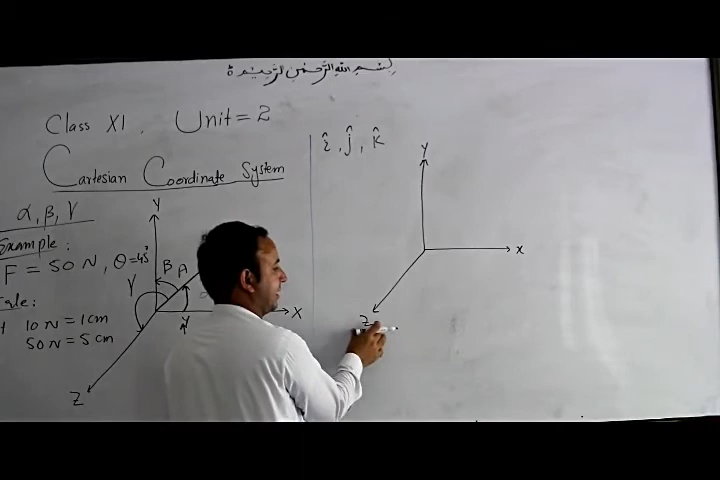 بسم الله الرحمن الرحيم
Class XI, Unit = 2
Cartesian Coordinate System
α, β, γ
Example:
F = 50 N, θ = 45°
10 N = 1 cm
50 N = 5 cm
Y
B A
γ
X
Z
î, ĵ, k̂
Y
x
Z